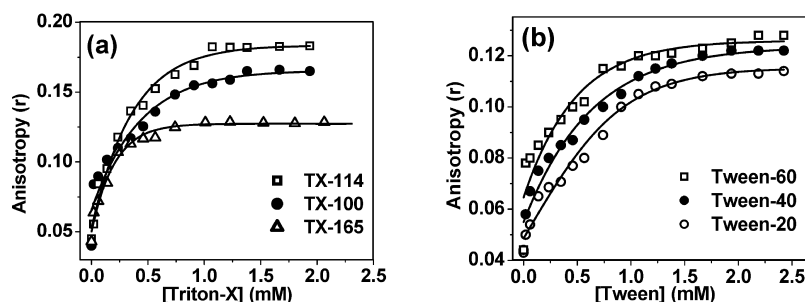 (a)
Anisotropy (r)
0.20
0.15
0.10
0.05
TX-114
TX-100
TX-165
0.0 0.5 1.0 1.5 2.0 2.5
[Triton-X] (mM)
(b)
Anisotropy (r)
0.12
0.10
0.08
0.06
0.04
Tween-60
Tween-40
Tween-20
0.0 0.5 1.0 1.5 2.0 2.5
[Tween] (mM)